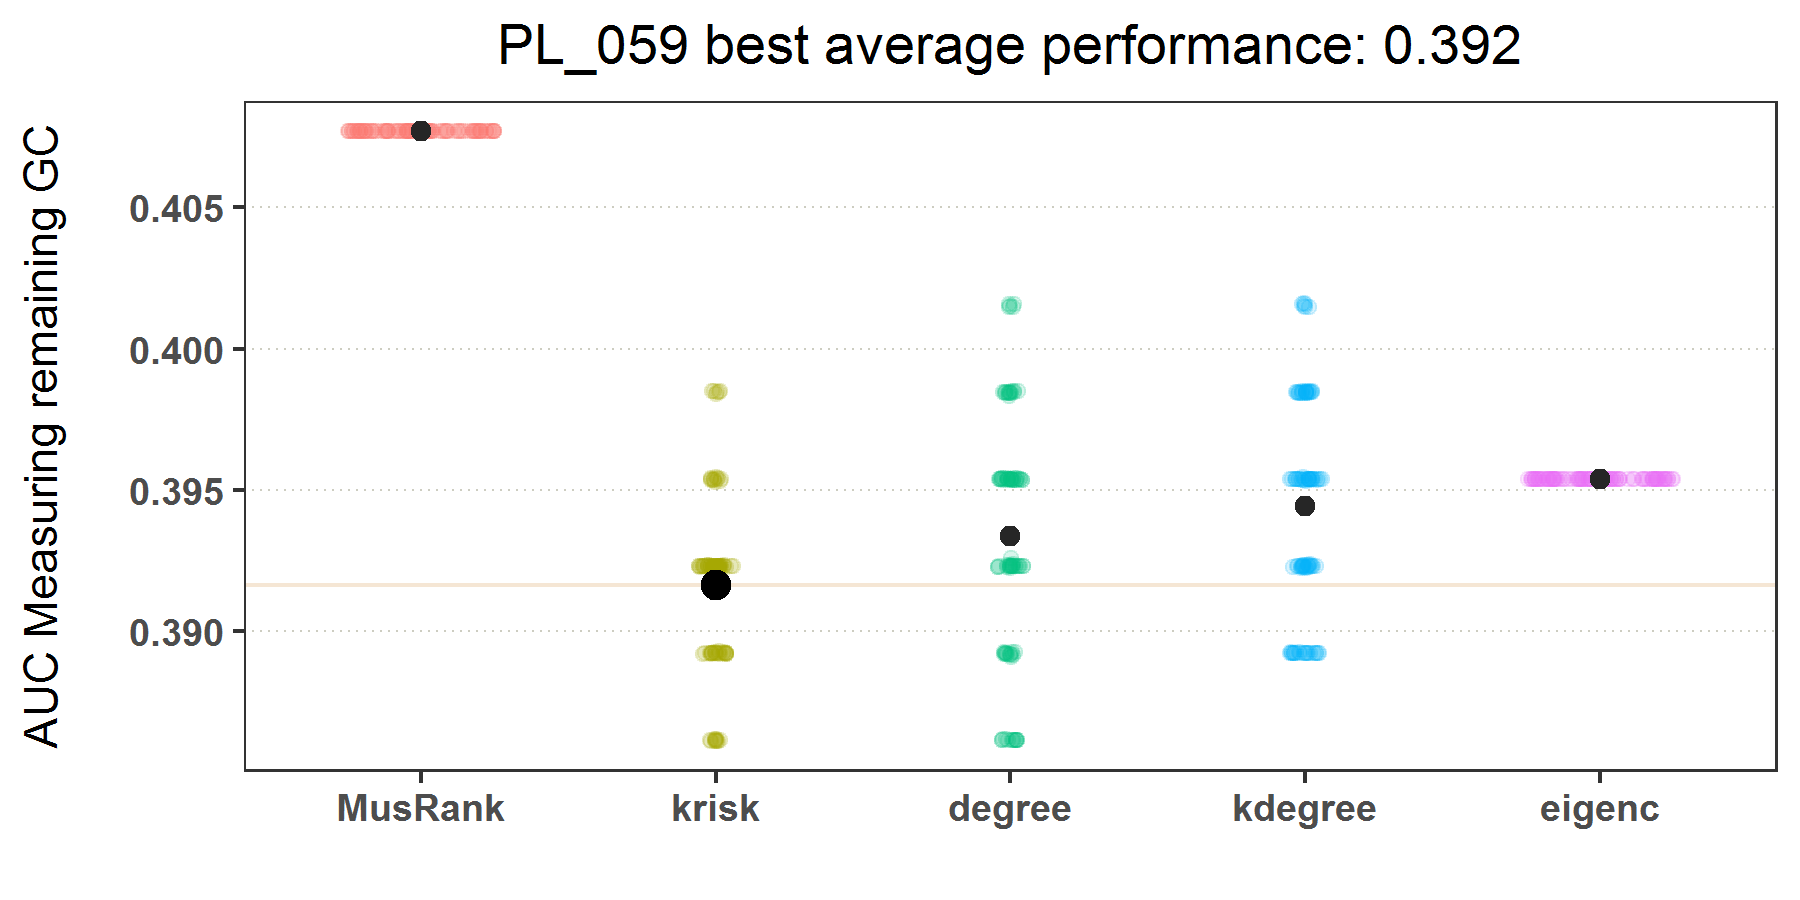 PL_059 best average performance: 0.392
AUC Measuring remaining GC
0.405
0.400
0.395
0.390
MusRank krisk degree kdegree eigenc